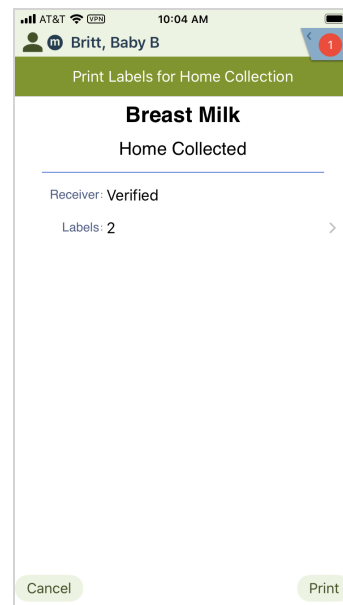 AT&T VPN 10:04 AM
m Britt, Baby B
< 1
Print Labels for Home Collection
Breast Milk
Home Collected
Receiver: Verified
Labels: 2 >
Cancel Print